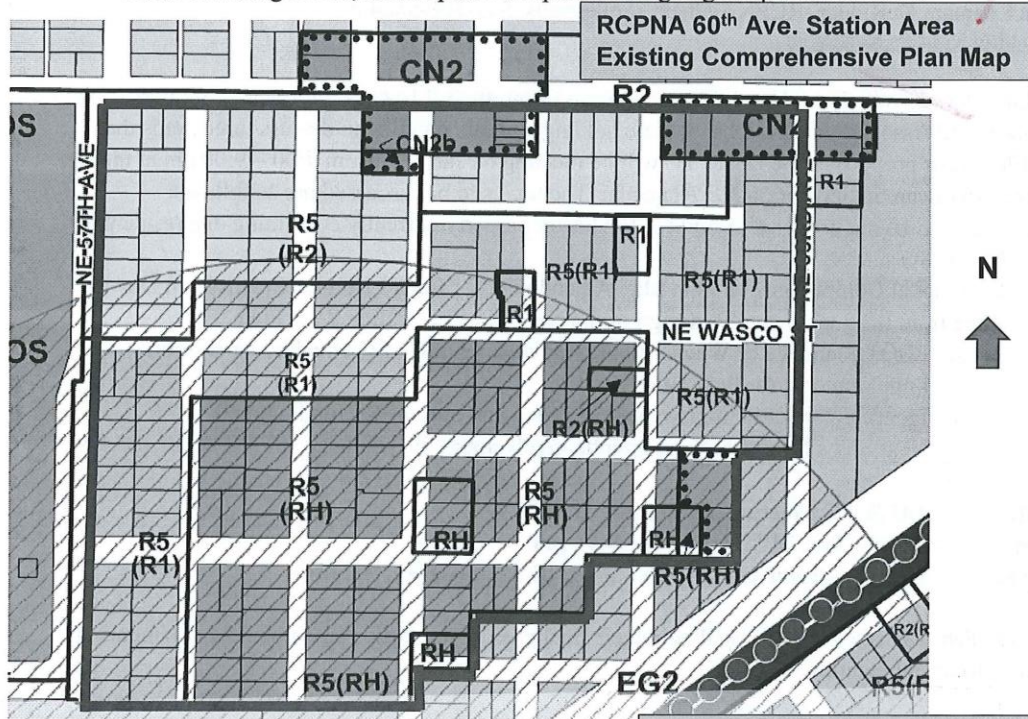 RCPNA 60th Ave. Station Area
Existing Comprehensive Plan Map
CN2
R2
CN2
OS
CN2b
NE 57TH AVE
R1
R5
(R2)
R1
R5(R1)
R5(R1)
N
R1
NE WASCO ST
OS
R5
(R1)
R5(R1)
R2(RH)
R5
(RH)
R5
(RH)
R5
(R1)
RH
RH
R5(RH)
RH
R5(RH)
EG2
R2(R
R5(R